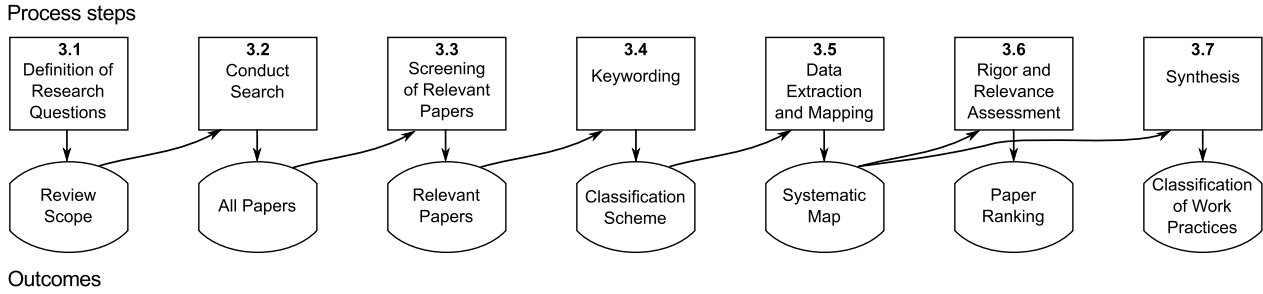 Process steps
3.1
Definition of
Research
Questions
3.2
Conduct
Search
3.3
Screening
of Relevant
Papers
3.4
Keywording
3.5
Data
Extraction
and Mapping
3.6
Rigor and
Relevance
Assessment
3.7
Synthesis
Review
Scope
All Papers
Relevant
Papers
Classification
Scheme
Systematic
Map
Paper
Ranking
Classification
of Work
Practices
Outcomes